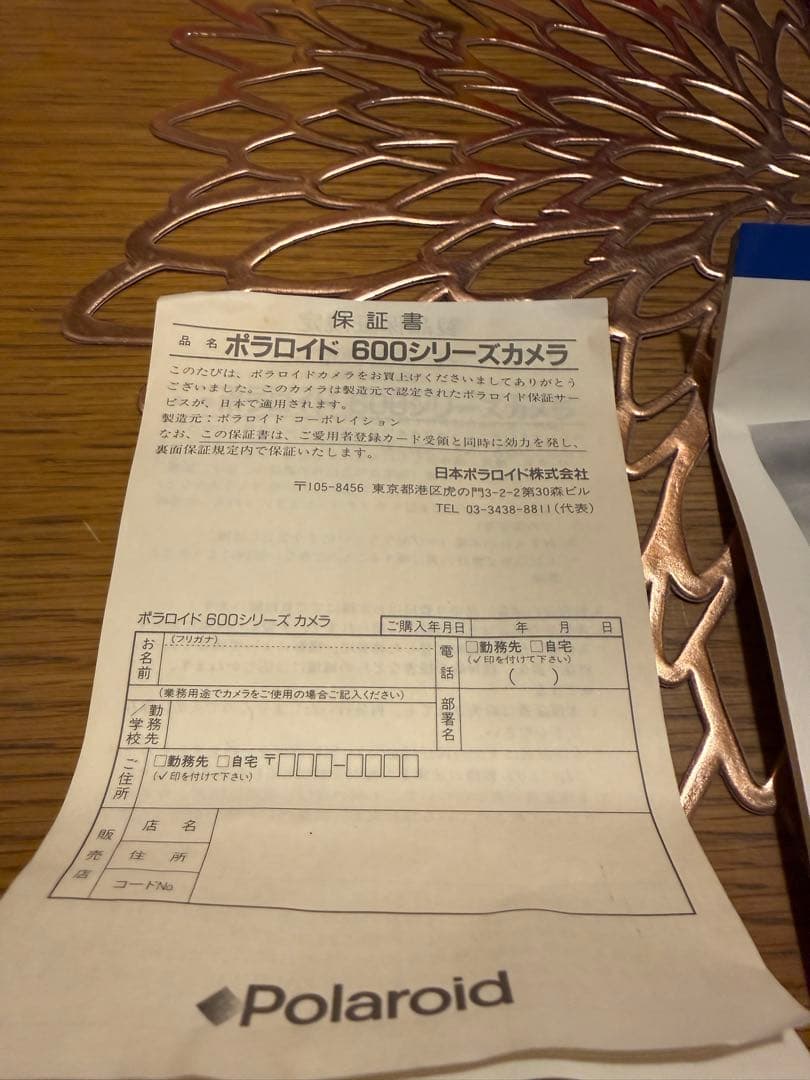 保証書
品名 ポラロイド 600シリーズカメラ
このたびは、ポラロイドカメラをお買上げくださいましてありがとう
ございました。このカメラは製造元で認定されたポラロイド保証サー
ビスが、日本で適用されます。
製造元：ポラロイド コーポレイション
なお、この保証書は、ご愛用者登録カード受領と同時に効力を発し、
裏面保証規定内で保証いたします。
日本ポラロイド株式会社
〒105-8456 東京都港区虎の門3-2-2第30森ビル
TEL 03-3438-8811(代表)
ポラロイド 600シリーズ カメラ
ご購入年月日 年 月 日
お名前 (フリガナ)
電話 □勤務先 □自宅
(✓印を付けて下さい)
( )
(業務用途でカメラをご使用の場合ご記入ください)
勤務先／学校
部署名
ご住所 □勤務先 □自宅 〒□□□-□□□□
(✓印を付けて下さい)
販売店
店名
住所
コードNo.
Polaroid